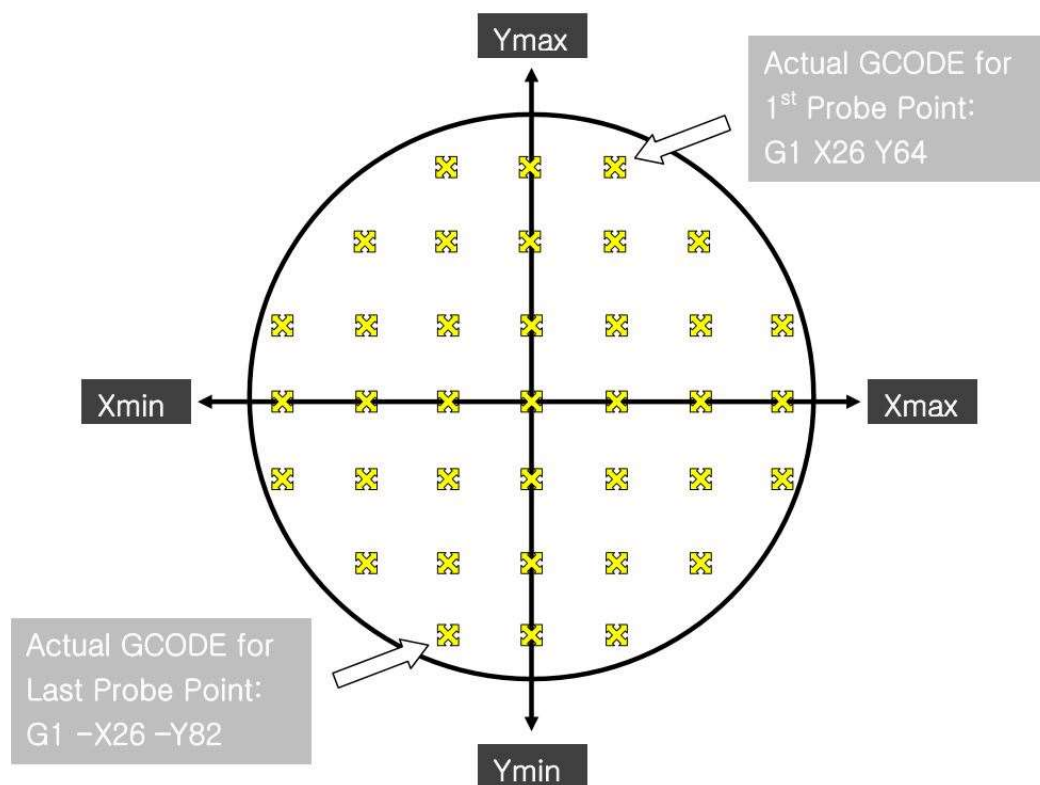 Ymax
Actual GCODE for
1st Probe Point:
G1 X26 Y64
Xmin
Xmax
Actual GCODE for
Last Probe Point:
G1 -X26 -Y82
Ymin